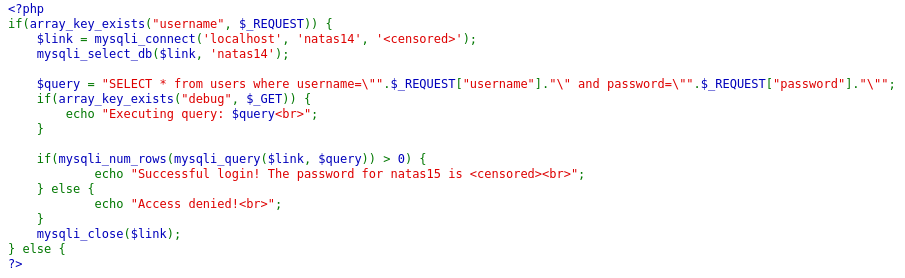 <?php
if(array_key_exists("username", $_REQUEST)) {
    $link = mysqli_connect('localhost', 'natas14', '<censored>');
    mysqli_select_db($link, 'natas14');

    $query = "SELECT * from users where username=\"".$_REQUEST["username"]."\" and password=\"".$_REQUEST["password"]."\"";
    if(array_key_exists("debug", $_GET)) {
        echo "Executing query: $query<br>";
    }

    if(mysqli_num_rows(mysqli_query($link, $query)) > 0) {
            echo "Successful login! The password for natas15 is <censored><br>";
    } else {
            echo "Access denied!<br>";
    }
    mysqli_close($link);
} else {
?>